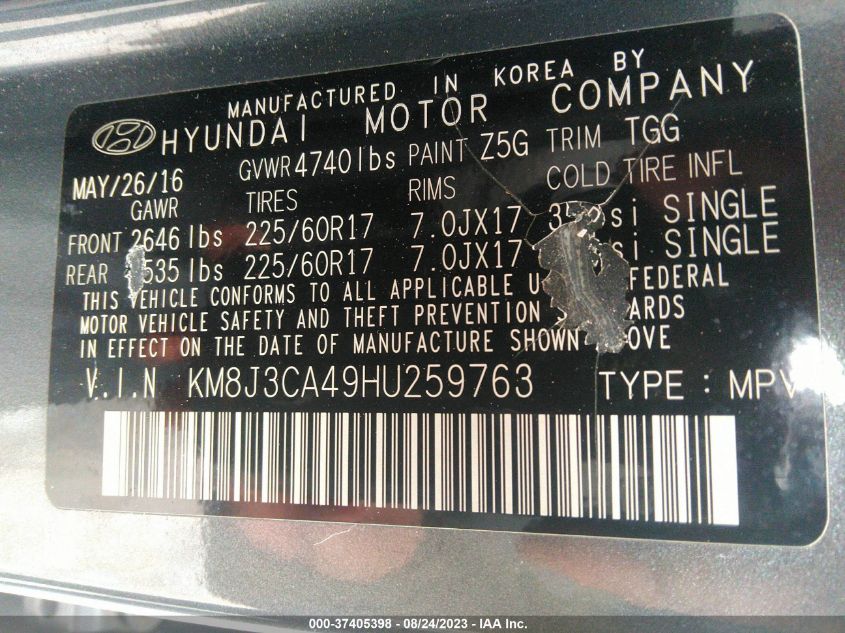 MANUFACTURED IN KOREA BY
HYUNDAI MOTOR COMPANY
MAY/26/16 GVWR 4740lbs PAINT Z5G TRIM TGG
GAWR TIRES RIMS COLD TIRE INFL
FRONT 2646 lbs 225/60R17 7.0JX17 SINGLE
REAR 225/60R17 7.0JX17 SINGLE
THIS VEHICLE CONFORMS TO ALL APPLICABLE FEDERAL
MOTOR VEHICLE SAFETY AND THEFT PREVENTION
IN EFFECT ON THE DATE OF MANUFACTURE SHOWN
V.I.N KM8J3CA49HU259763 TYPE : MPV
000-37405398 - 08/24/2023 - IAA Inc.